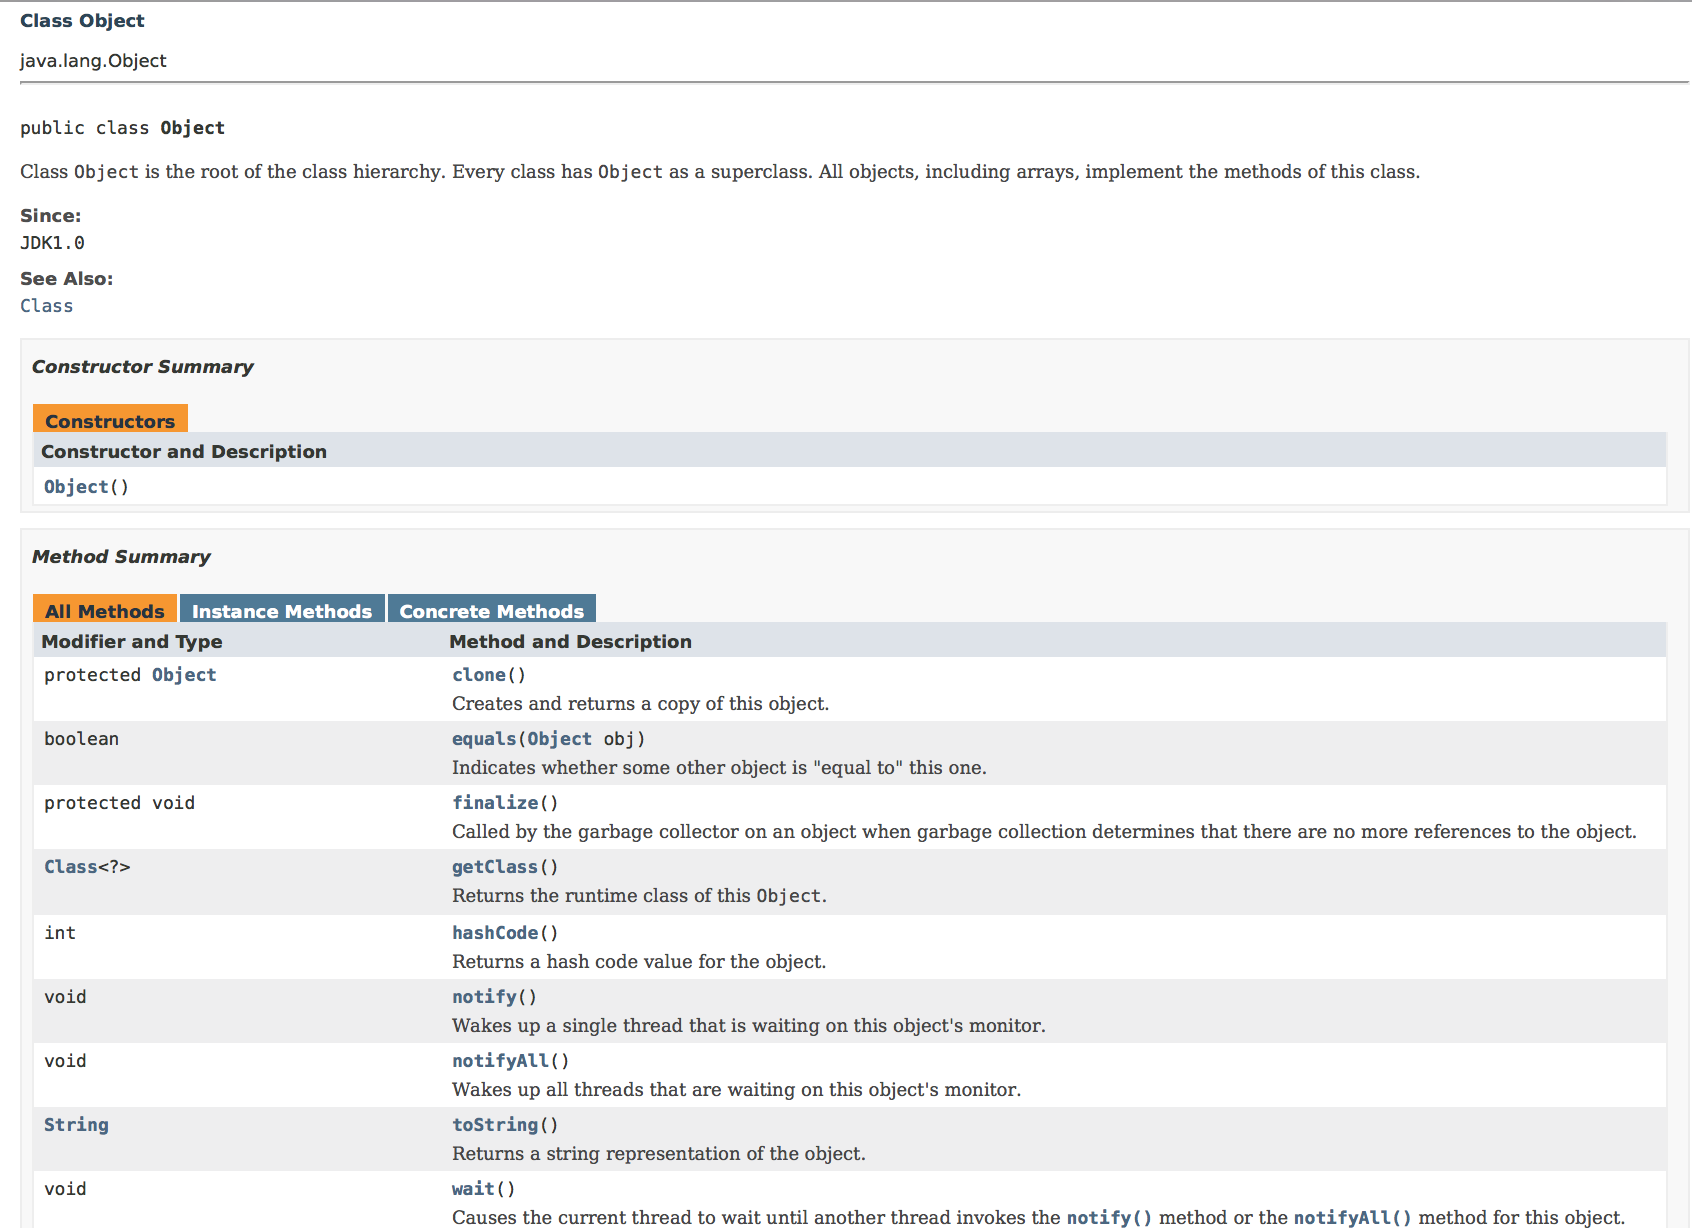 Class Object
java.lang.Object
public class Object
Class Object is the root of the class hierarchy. Every class has Object as a superclass. All objects, including arrays, implement the methods of this class.
Since:
JDK1.0
See Also:
Class
Constructor Summary
Constructors
Constructor and Description
Object()
Method Summary
All Methods Instance Methods Concrete Methods
Modifier and Type Method and Description
protected Object clone()
Creates and returns a copy of this object.
boolean equals(Object obj)
Indicates whether some other object is "equal to" this one.
protected void finalize()
Called by the garbage collector on an object when garbage collection determines that there are no more references to the object.
Class<?> getClass()
Returns the runtime class of this Object.
int hashCode()
Returns a hash code value for the object.
void notify()
Wakes up a single thread that is waiting on this object's monitor.
void notifyAll()
Wakes up all threads that are waiting on this object's monitor.
String toString()
Returns a string representation of the object.
void wait()
Causes the current thread to wait until another thread invokes the notify() method or the notifyAll() method for this object.